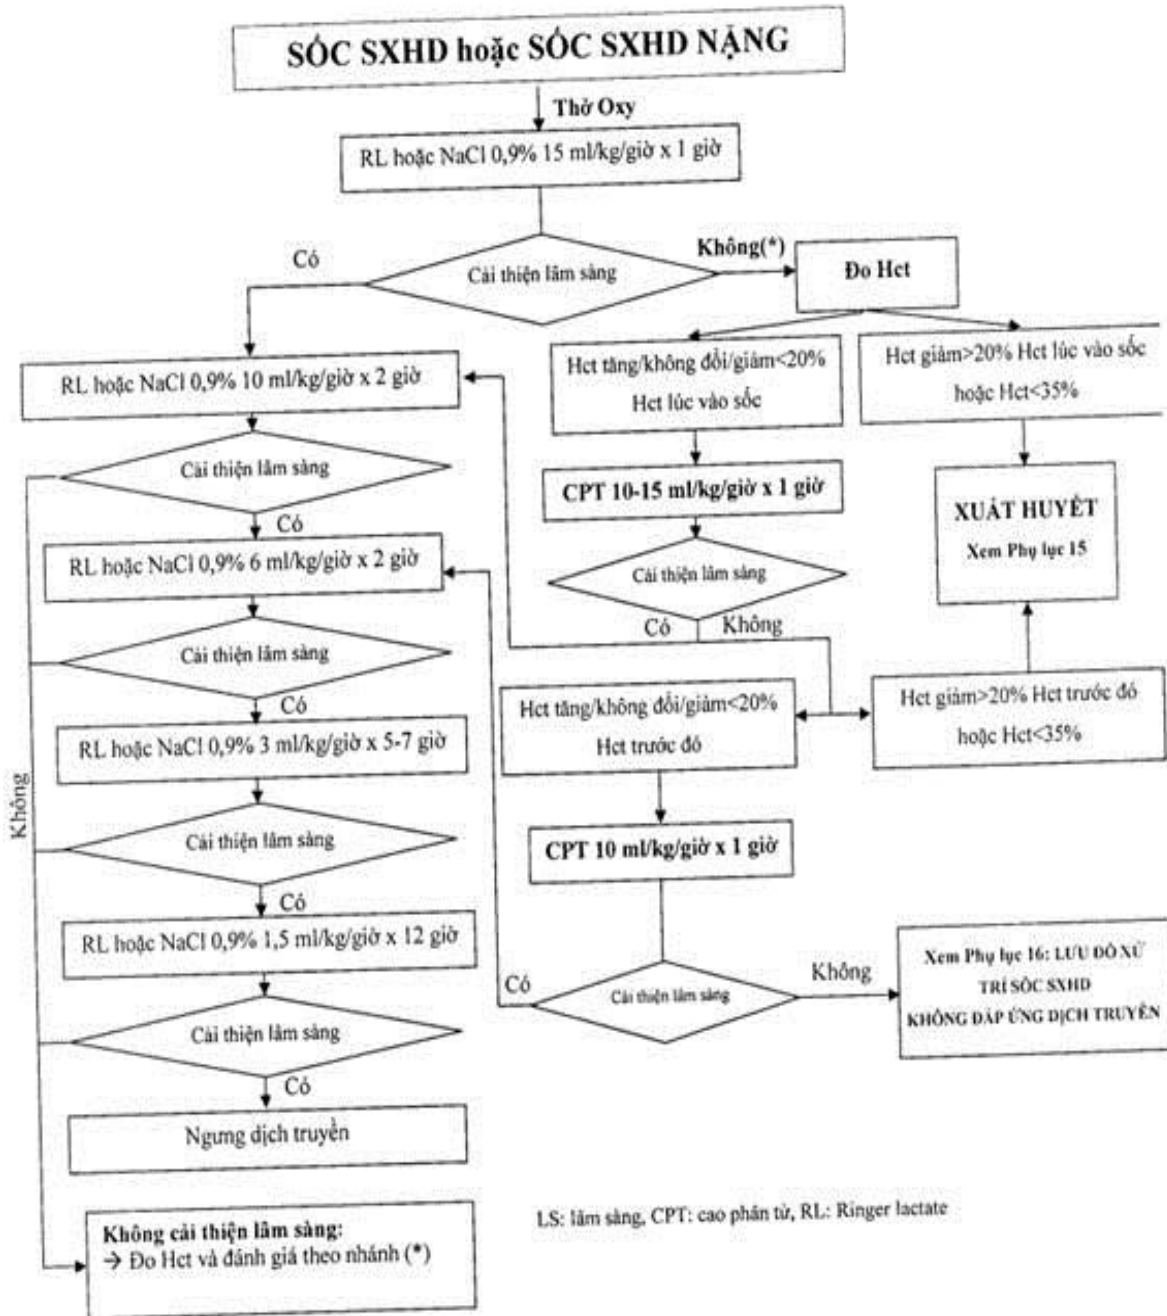 SỐC SXHD hoặc SỐC SXHD NẶNG
Thở Oxy
RL hoặc NaCl 0,9% 15 ml/kg/giờ x 1 giờ
Cải thiện lâm sàng
Có
Không(*)
Đo Hct
Hct tăng/không đổi/giảm<20%
Hct lúc vào sốc
Hct giảm>20% Hct lúc vào sốc
hoặc Hct<35%
RL hoặc NaCl 0,9% 10 ml/kg/giờ x 2 giờ
Cải thiện lâm sàng
Có
CPT 10-15 ml/kg/giờ x 1 giờ
XUẤT HUYẾT
Xem Phụ lục 15
RL hoặc NaCl 0,9% 6 ml/kg/giờ x 2 giờ
Cải thiện lâm sàng
Có
Không
Cải thiện lâm sàng
Có
Hct tăng/không đổi/giảm<20%
Hct trước đó
Hct giảm>20% Hct trước đó
hoặc Hct<35%
RL hoặc NaCl 0,9% 3 ml/kg/giờ x 5-7 giờ
Không
Cải thiện lâm sàng
Có
CPT 10 ml/kg/giờ x 1 giờ
RL hoặc NaCl 0,9% 1,5 ml/kg/giờ x 12 giờ
Cải thiện lâm sàng
Có
Có
Cải thiện lâm sàng
Không
Xem Phụ lục 16: LƯU ĐỒ XỬ
TRÍ SỐC SXHD
KHÔNG ĐÁP ỨNG DỊCH TRUYỀN
Ngưng dịch truyền
Không cải thiện lâm sàng:
→ Đo Hct và đánh giá theo nhánh (*)
LS: lâm sàng, CPT: cao phân tử, RL: Ringer lactate